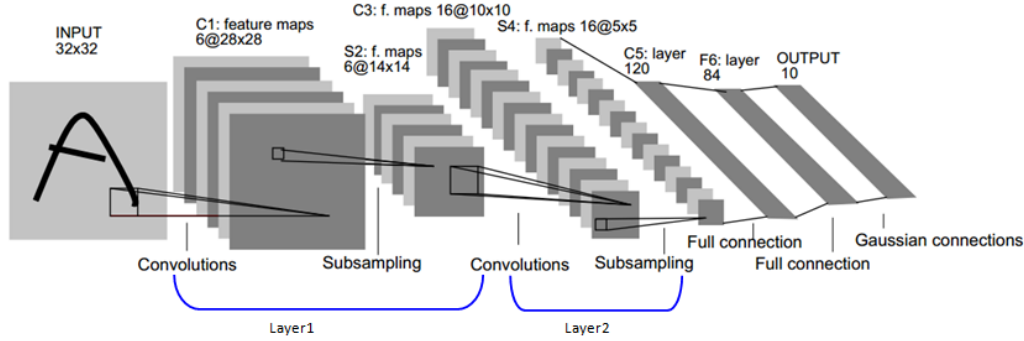 INPUT
32x32
C1: feature maps
6@28x28
S2: f. maps
6@14x14
C3: f. maps 16@10x10
S4: f. maps 16@5x5
C5: layer
120
F6: layer
84
OUTPUT
10
Convolutions
Subsampling
Convolutions
Subsampling
Full connection
Full connection
Gaussian connections
Layer1
Layer2